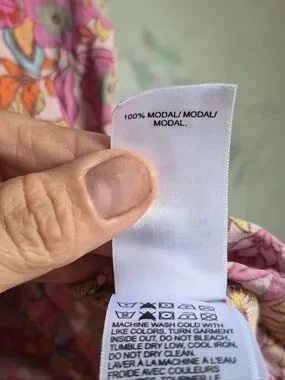 100% MODAL/ MODAL/
MODAL.
MACHINE WASH COLD WITH
LIKE COLORS, TURN GARMENT
INSIDE OUT, DO NOT BLEACH,
TUMBLE DRY LOW, COOL IRON,
DO NOT DRY CLEAN.
LAVER À LA MACHINE À L'EAU
FROIDE AVEC COULEURS